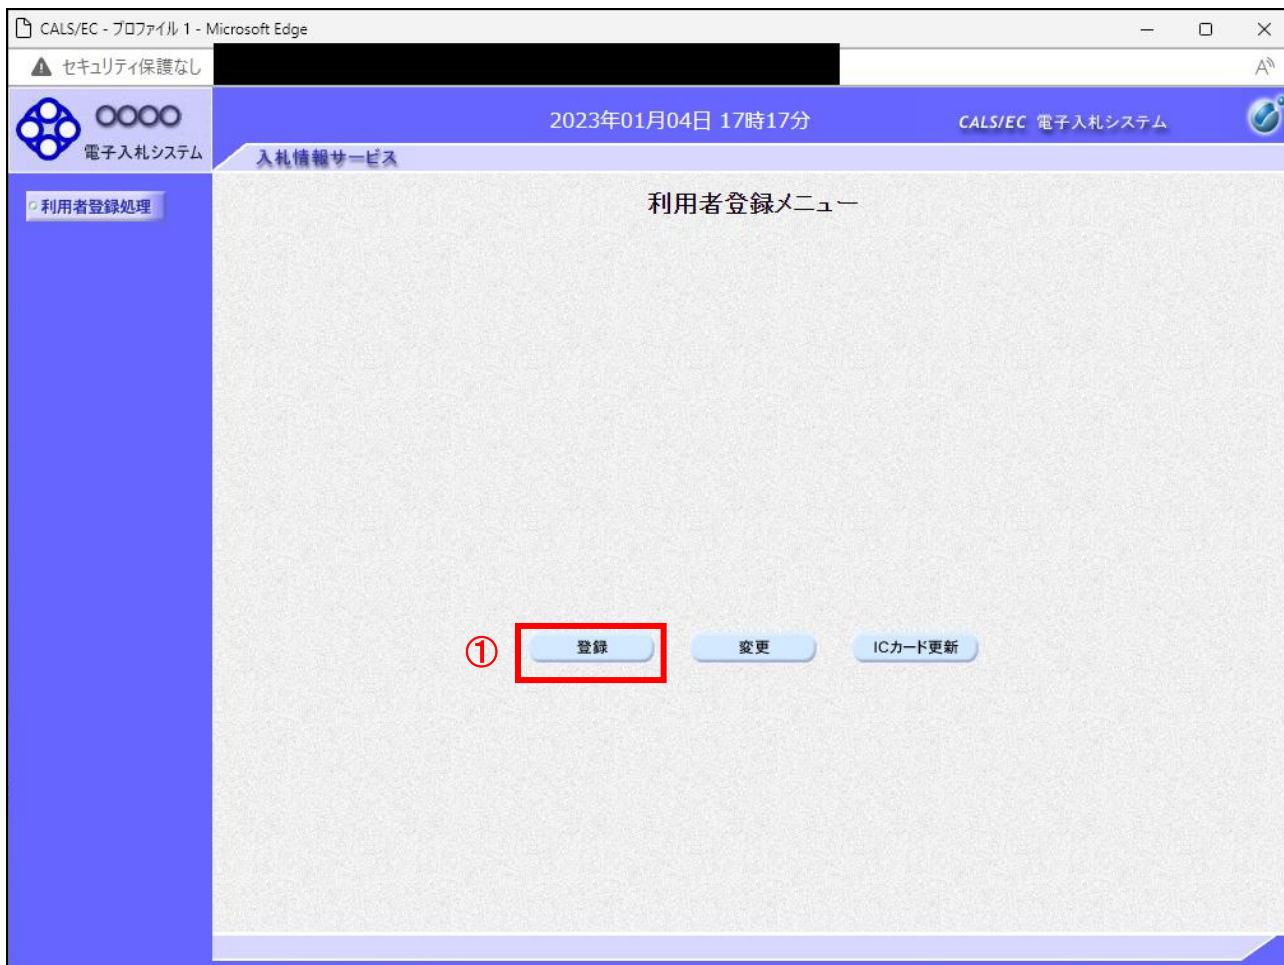 CALS/EC - プロファイル 1 - Microsoft Edge
セキュリティ保護なし
A
○○○○
電子入札システム
2023年01月04日 17時17分
CALS/EC 電子入札システム
入札情報サービス
利用者登録処理
利用者登録メニュー
①
登録
変更
ICカード更新